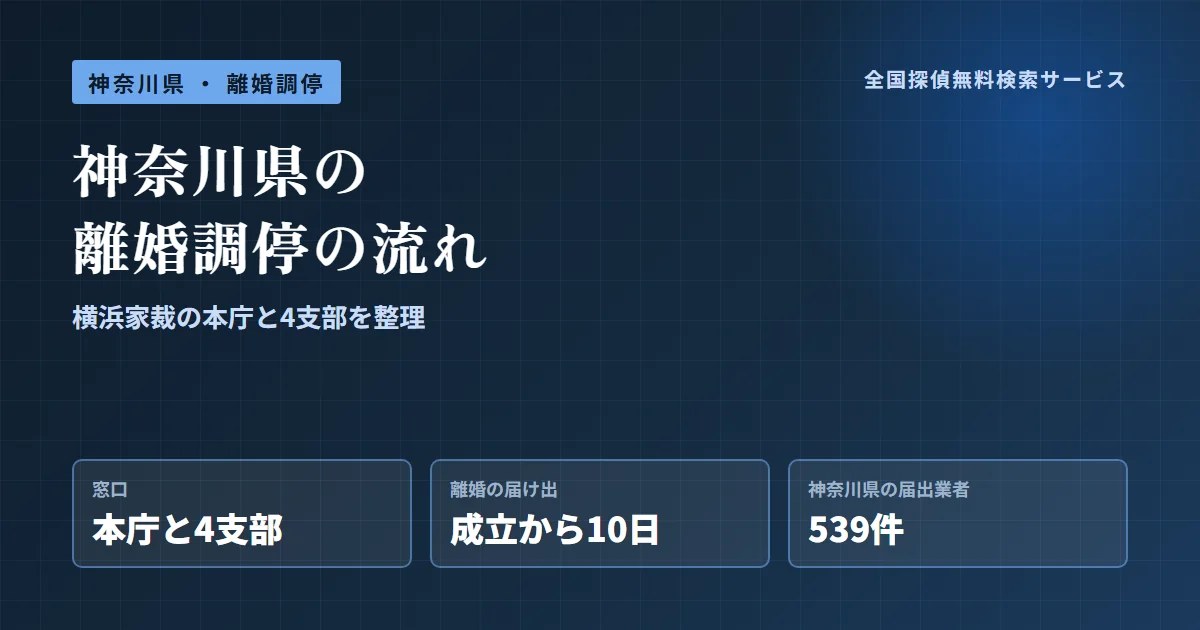 神奈川県 ・ 離婚調停
全国探偵無料検索サービス
神奈川県の
離婚調停の流れ
横浜家裁の本庁と4支部を整理
窓口
本庁と4支部
離婚の届け出
成立から10日
神奈川県の届出業者
539件